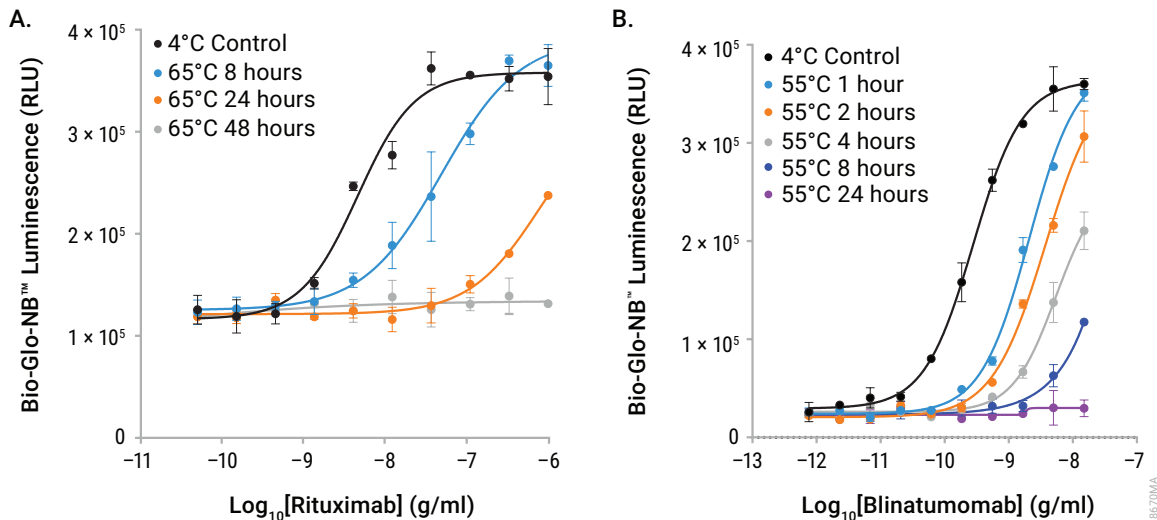 A.
Bio-Glo-NB™ Luminescence (RLU)
4 × 10⁵
3 × 10⁵
2 × 10⁵
1 × 10⁵
0
4°C Control
65°C 8 hours
65°C 24 hours
65°C 48 hours
−11
−10
−9
−8
−7
−6
Log₁₀[Rituximab] (g/ml)
B.
Bio-Glo-NB™ Luminescence (RLU)
4 × 10⁵
3 × 10⁵
2 × 10⁵
1 × 10⁵
0
4°C Control
55°C 1 hour
55°C 2 hours
55°C 4 hours
55°C 8 hours
55°C 24 hours
−13
−12
−11
−10
−9
−8
−7
Log₁₀[Blinatumomab] (g/ml)
8670MA